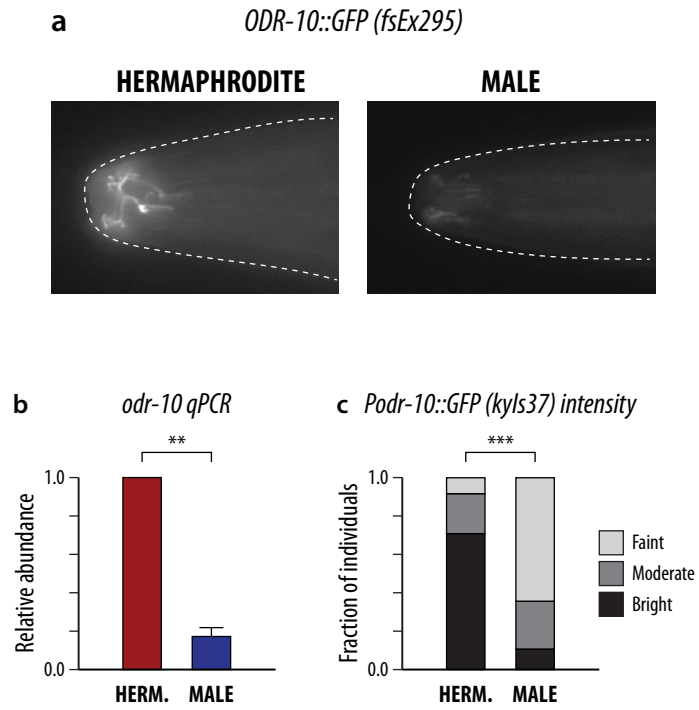 a
ODR-10::GFP (fsEx295)
HERMAPHRODITE
MALE
b
odr-10 qPCR
**
1.0
Relative abundance
0.0
HERM. MALE
c
Podr-10::GFP (kyIs37) intensity
***
1.0
Fraction of individuals
0.0
HERM. MALE
Faint
Moderate
Bright